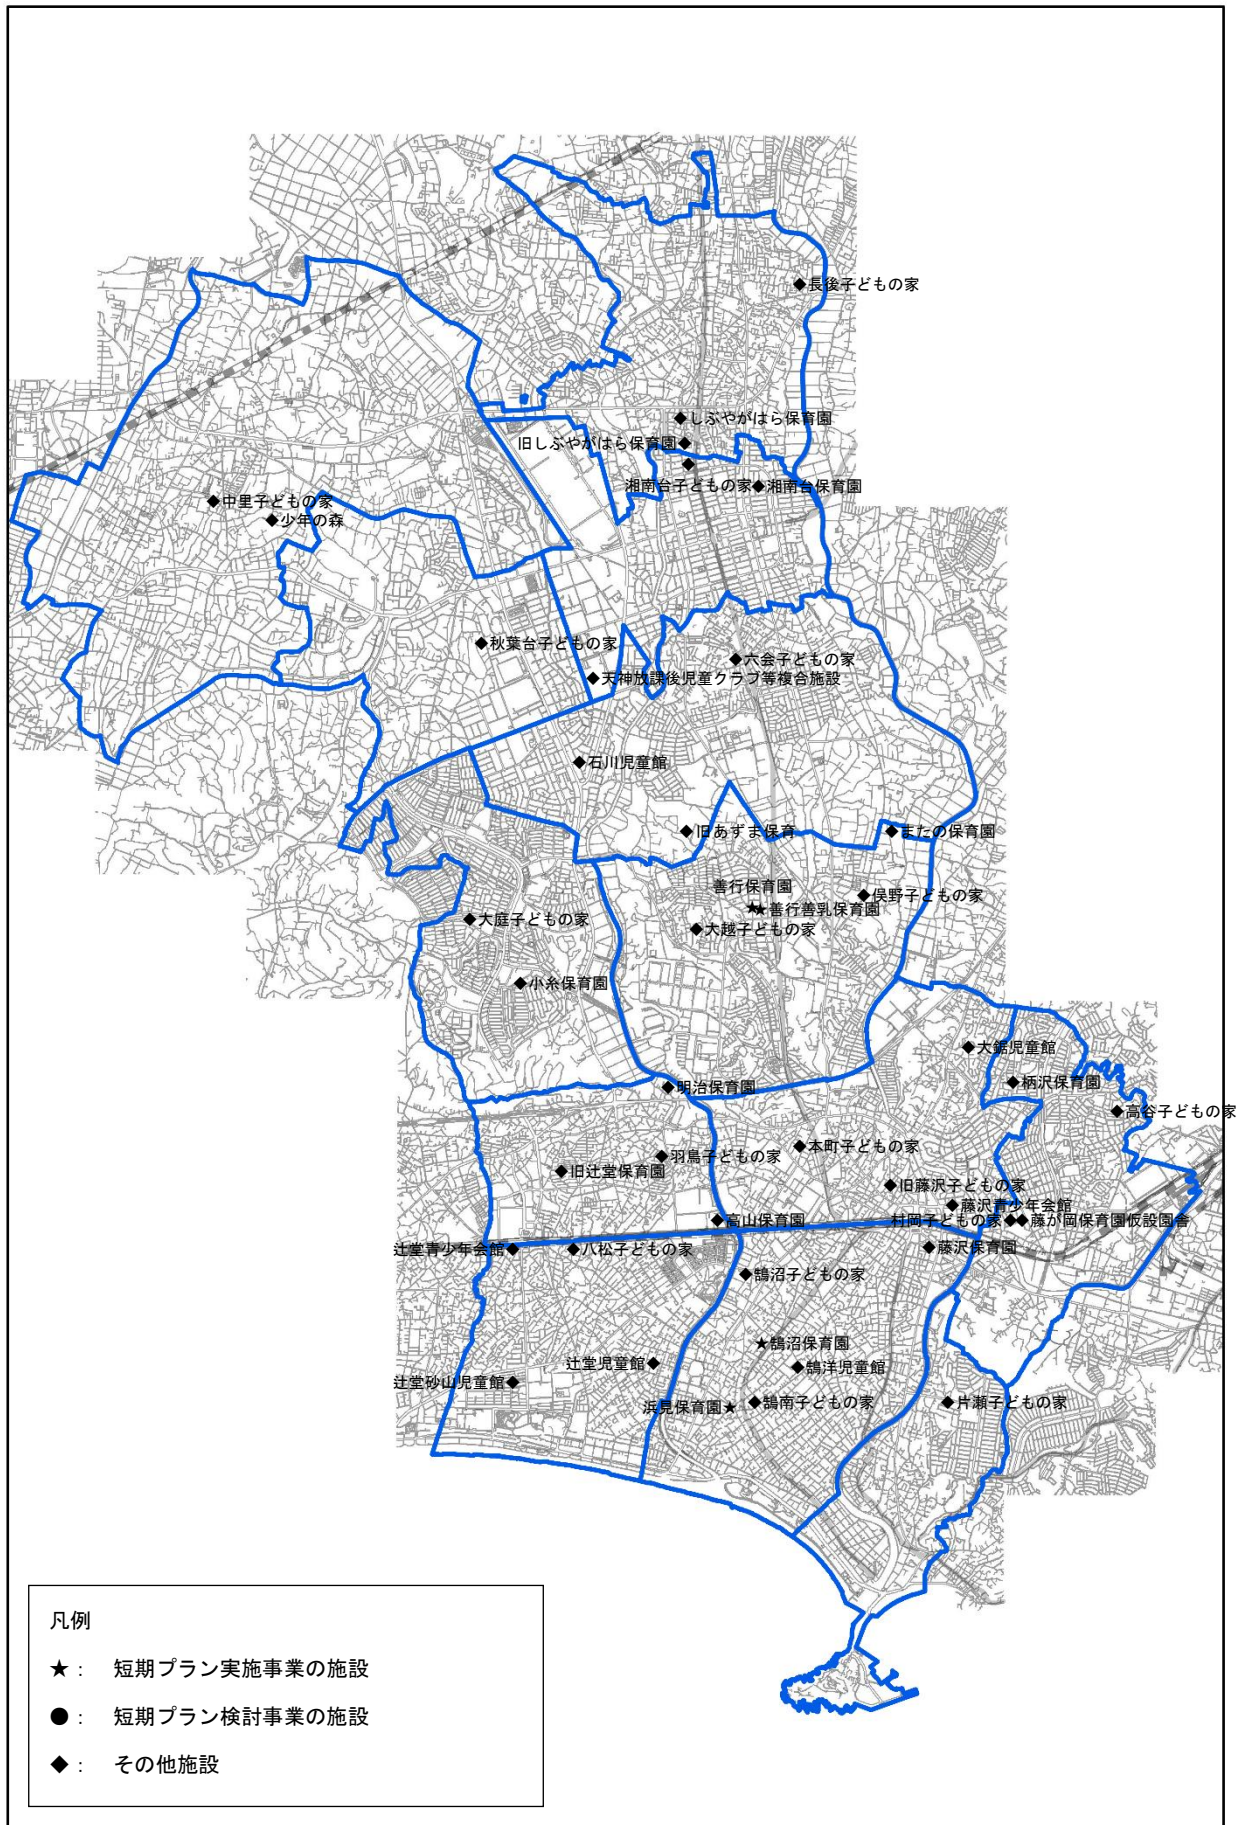 ◆長後子どもの家
◆しぶやがはら保育園
旧しぶやがはら保育園◆
◆
湘南台子どもの家
◆湘南台保育園
◆中里子どもの家
◆少年の森
◆秋葉台子どもの家
◆六会子どもの家
◆天神放課後児童クラブ等複合施設
◆石川児童館
◆旧あずま保育
◆またの保育園
善行保育園
★
◆俣野子どもの家
★善行善乳保育園
◆大庭子どもの家
◆大越子どもの家
◆小糸保育園
◆大鋸児童館
◆柄沢保育園
◆明治保育園
◆高谷子どもの家
◆本町子どもの家
◆羽鳥子どもの家
◆旧辻堂保育園
◆旧藤沢子どもの家
◆藤沢青少年会館
◆高山保育園
村岡子どもの家◆
◆藤が岡保育園仮設園舎
辻堂青少年会館◆
◆八松子どもの家
◆藤沢保育園
◆鵠沼子どもの家
★鵠沼保育園
辻堂児童館◆
◆鵠洋児童館
辻堂砂山児童館◆
浜見保育園★
◆鵠南子どもの家
◆片瀬子どもの家
凡例
★： 短期プラン実施事業の施設
●： 短期プラン検討事業の施設
◆： その他施設